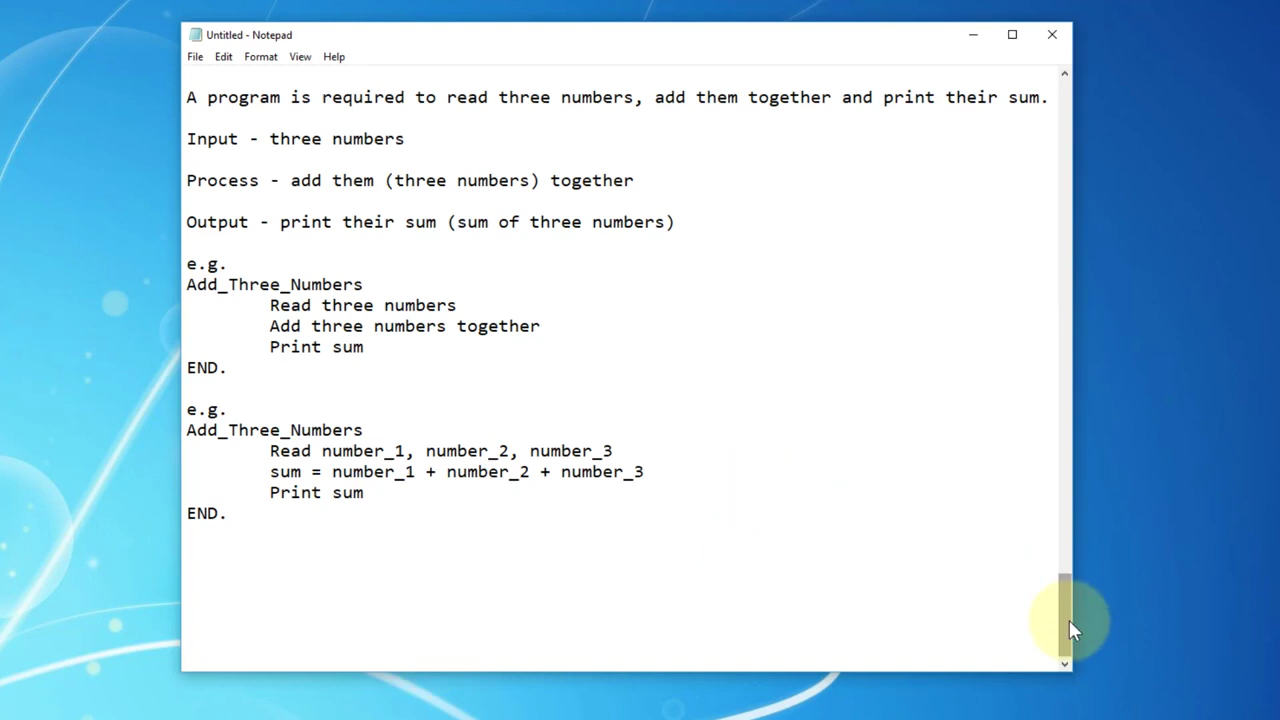 Untitled - Notepad
File Edit Format View Help
A program is required to read three numbers, add them together and print their sum.
Input - three numbers
Process - add them (three numbers) together
Output - print their sum (sum of three numbers)
e.g.
Add_Three_Numbers
Read three numbers
Add three numbers together
Print sum
END.
e.g.
Add_Three_Numbers
Read number_1, number_2, number_3
sum = number_1 + number_2 + number_3
Print sum
END.